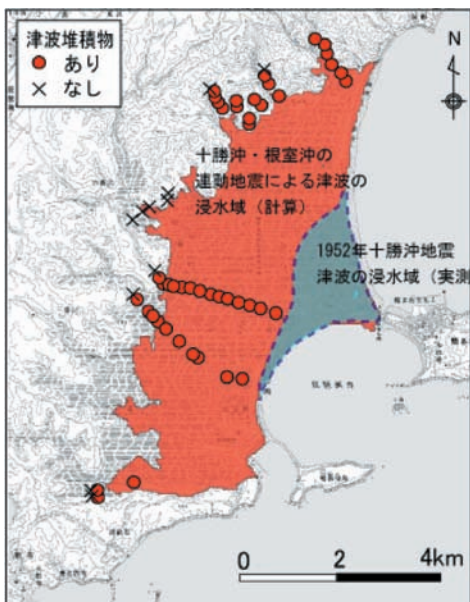 津波堆積物
あり
なし
N
十勝沖・根室沖の
連動地震による津波の
浸水域（計算）
1952年十勝沖地震
津波の浸水域（実測
0 2 4km